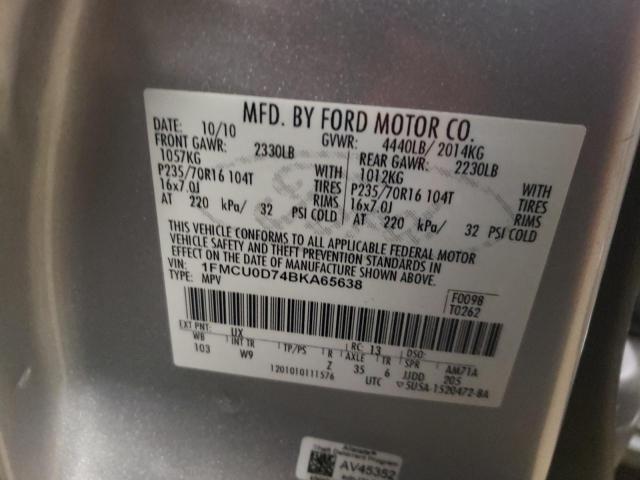 MFD. BY FORD MOTOR CO.
DATE: 10/10 GVWR: 4440LB/ 2014KG
FRONT GAWR: 2330LB REAR GAWR: 2230LB
1057KG 1012KG
P235/70R16 104T TIRES P235/70R16 104T TIRES
16x7.0J RIMS 16x7.0J RIMS
AT 220 kPa/ 32 PSI COLD AT 220 kPa/ 32 PSI COLD
THIS VEHICLE CONFORMS TO ALL APPLICABLE FEDERAL MOTOR
VEHICLE SAFETY AND THEFT PREVENTION STANDARDS IN EFFECT
ON THE DATE OF MANUFACTURE SHOWN ABOVE.
VIN: 1FMCU0D74BKA65638
TYPE: MPV
F0098
T0262
EXT PNT: UX RC: 13 DSO:
WB INT TR TP/PS R AXLE TR SPR AM71A
103 W9 Z 35 6 JJDD 205
1201010111576 UTC 5U5A-1520472-BA
Theft Deterrent Program
AV45352